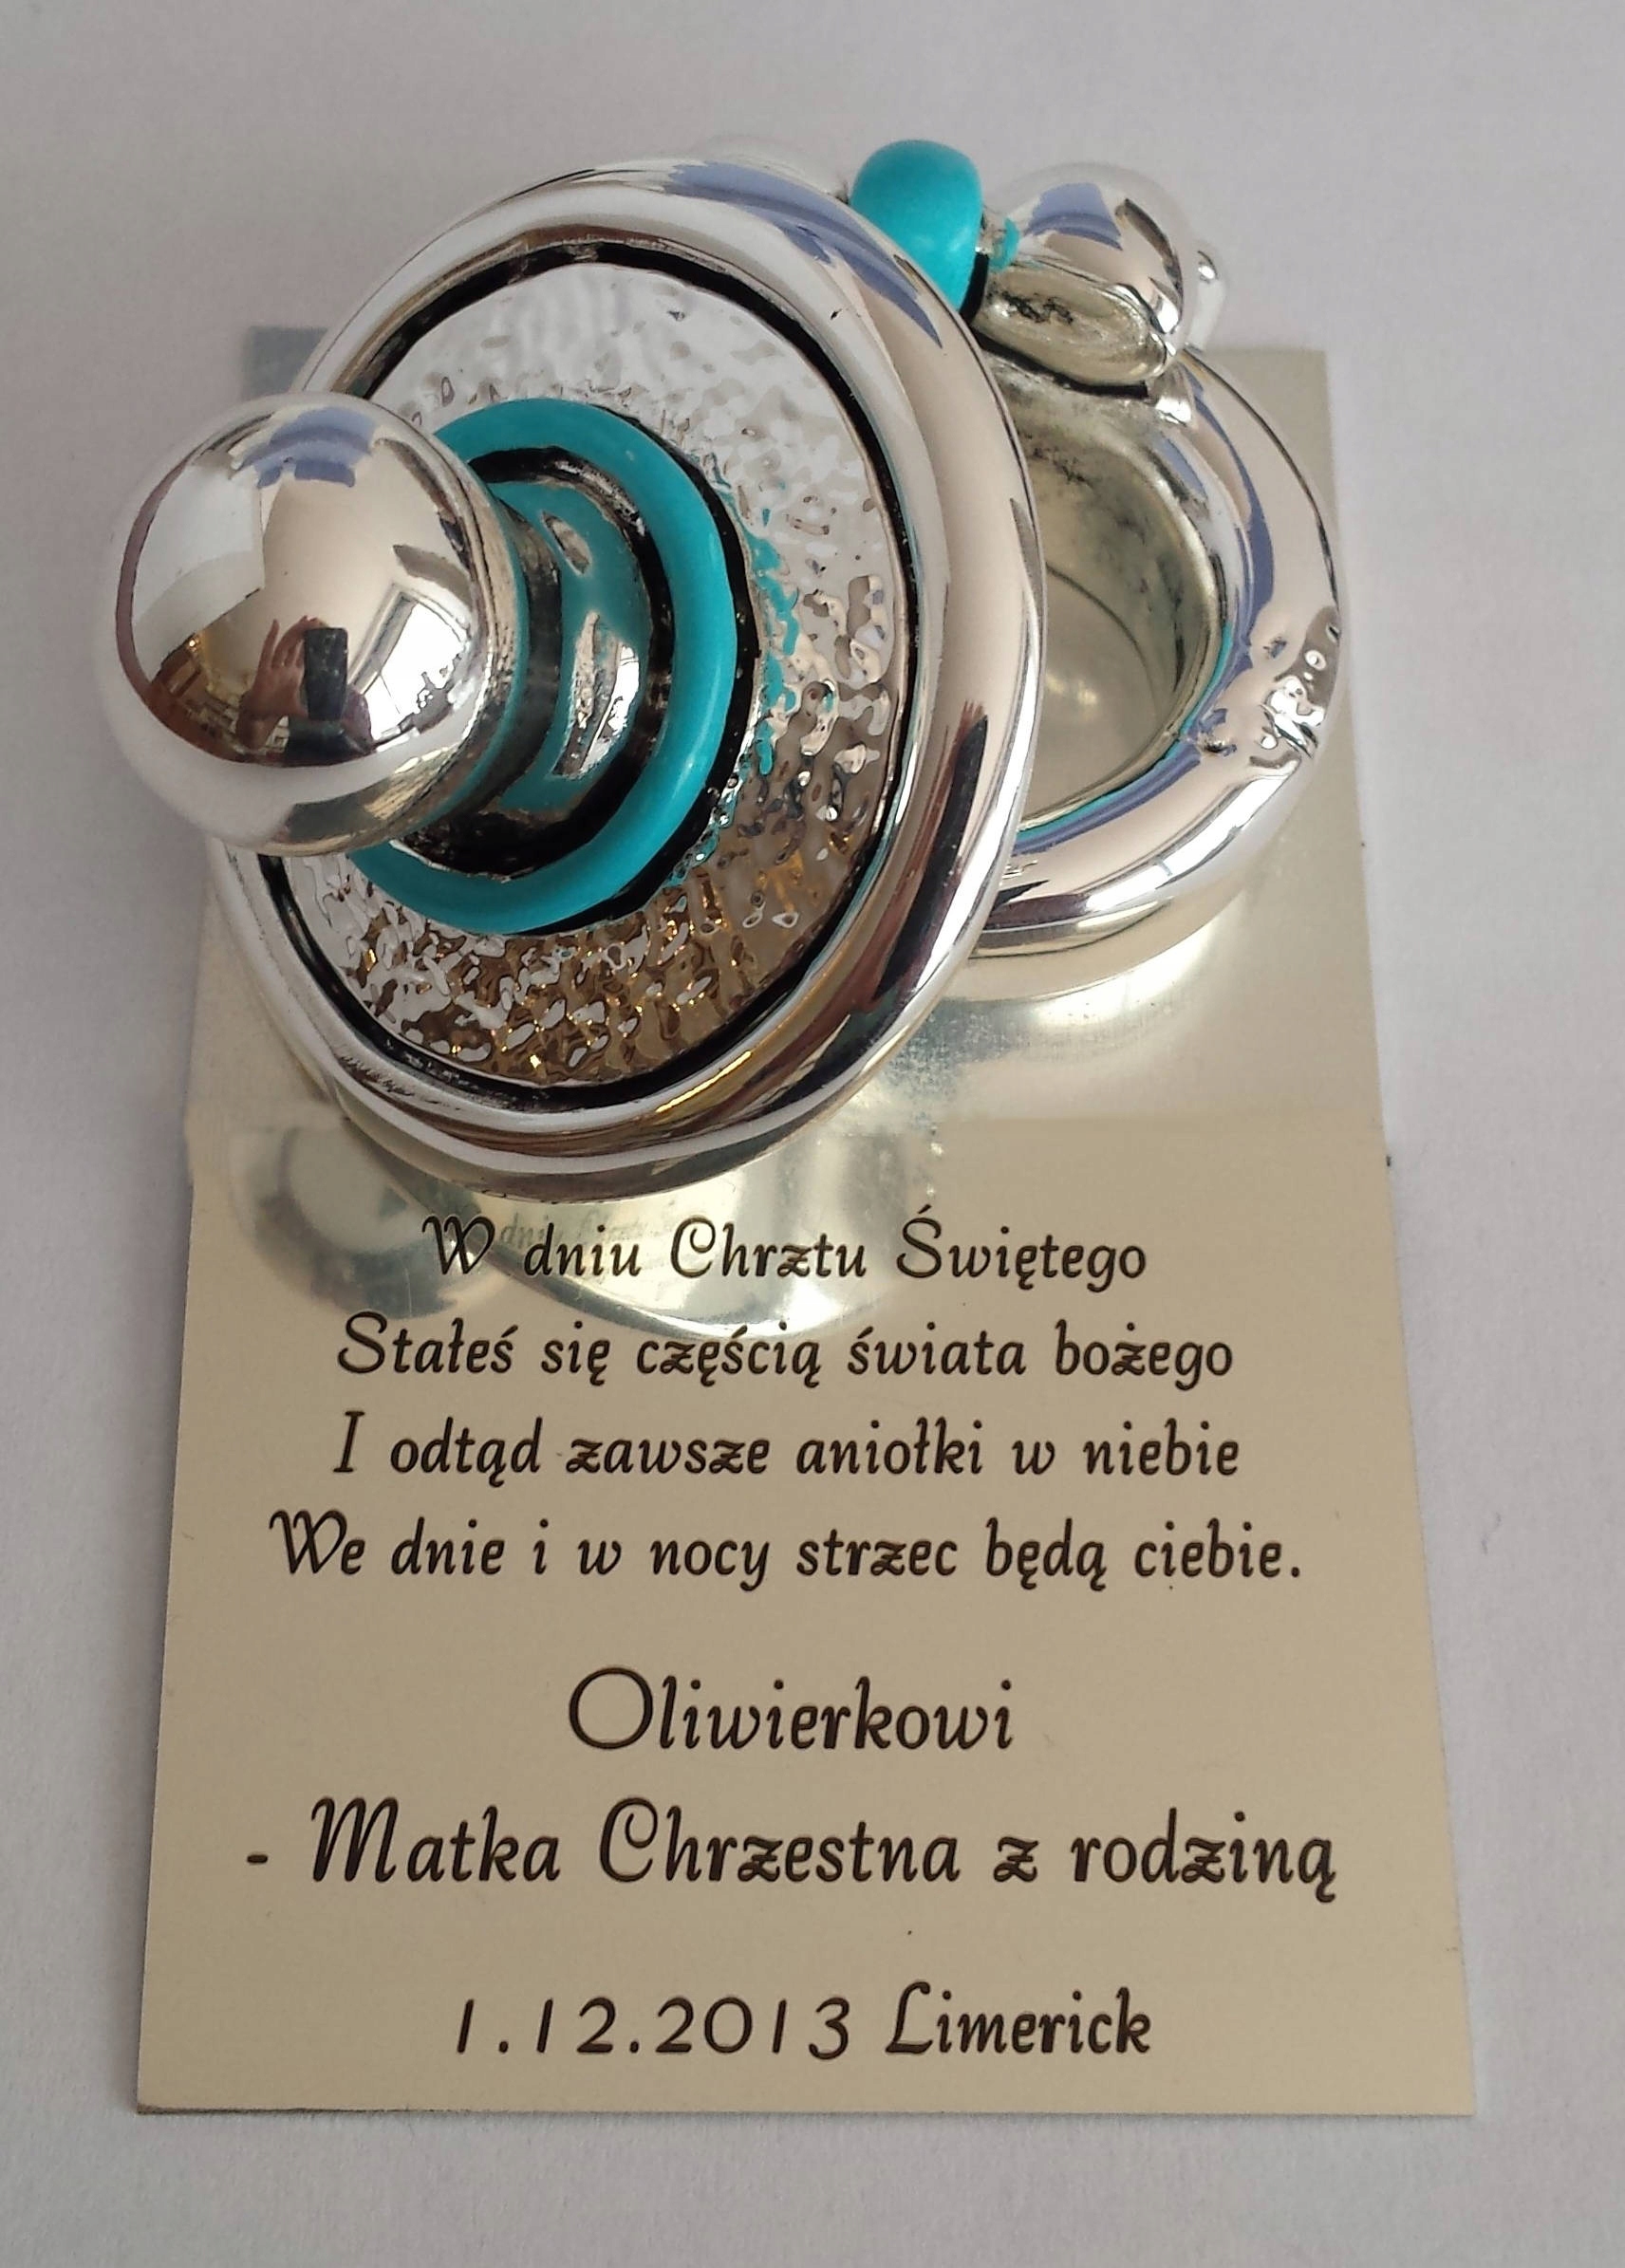 W dniu Chrztu Świętego
Stałeś się częścią świata bożego
I odtąd zawsze aniołki w niebie
We dnie i w nocy strzec będą ciebie.
Oliwierkowi
- Matka Chrzestna z rodziną
1.12.2013 Limerick